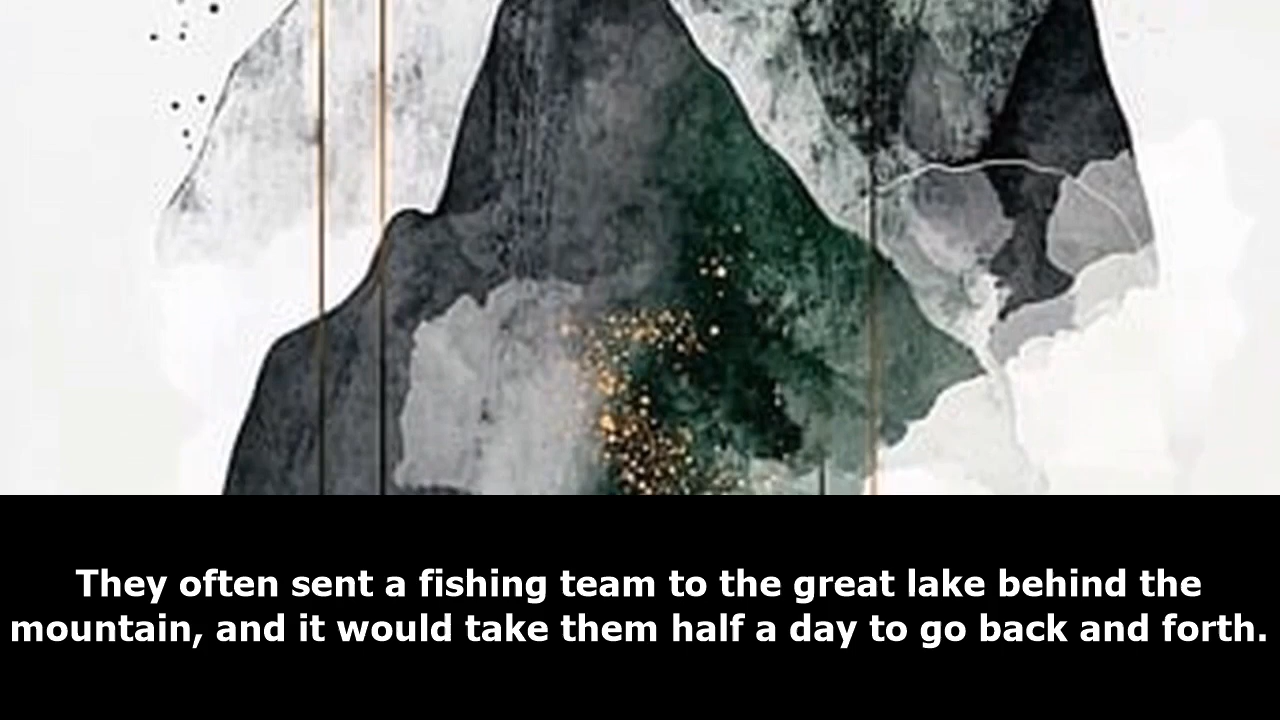 They often sent a fishing team to the great lake behind the
mountain, and it would take them half a day to go back and forth.